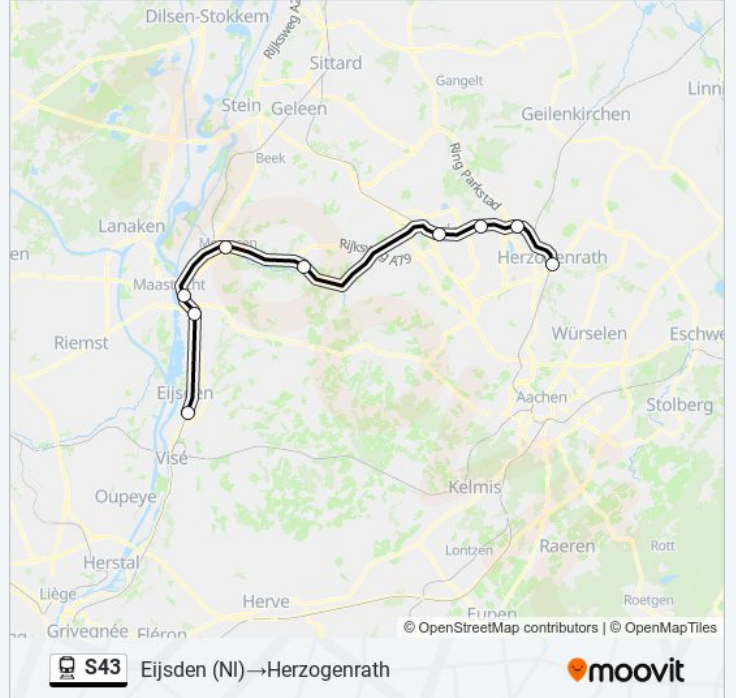 Dilsen-Stokkem
Rijksweg A2
Sittard
Gangelt
Linn
Stein
Geleen
Geilenkirchen
Beek
Ring Parkstad
Lanaken
en
Rijksweg A79
Herzogenrath
Maastricht
Riemst
Würselen
Eschwe
Eijsden
Aachen
Stolberg
Visé
Kelmis
Oupeye
Lontzen
Raeren
Rott
Herstal
Liège
Herve
Roetgen
Eupen
Grivegnée
Fléron
© OpenStreetMap contributors | © OpenMapTiles
S43 Eijsden (Nl)→Herzogenrath
moovit